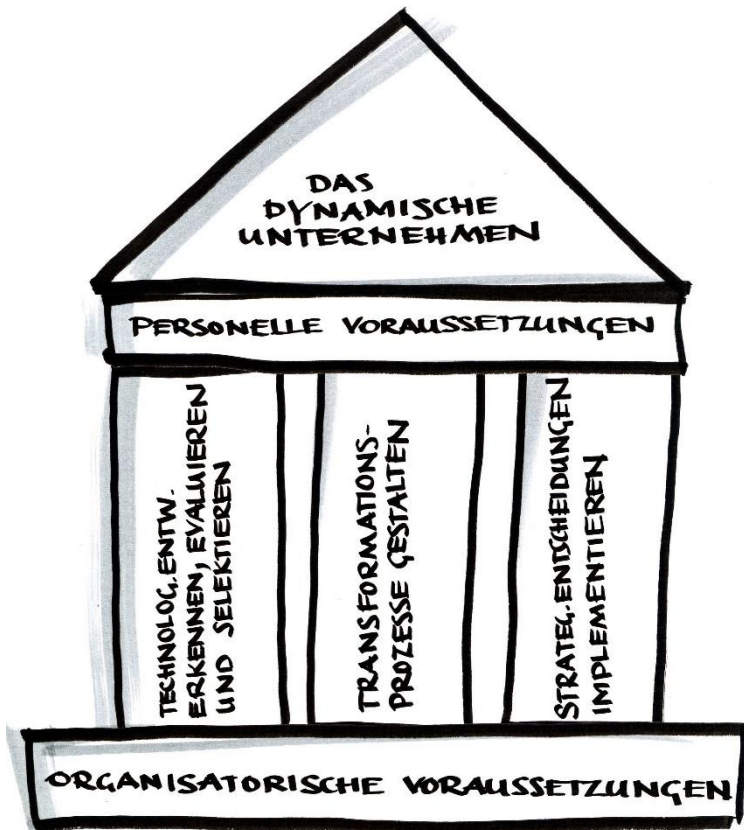 DAS
DYNAMISCHE
UNTERNEHMEN
PERSONELLE VORAUSSETZUNGEN
TECHNOLOG. ENTW.
ERKENNEN, EVALUIEREN
UND SELEKTIEREN
TRANSFORMATIONS-
PROZESSE GESTALTEN
STRATEG. ENTSCHEIDUNGEN
IMPLEMENTIEREN
ORGANISATORISCHE VORAUSSETZUNGEN